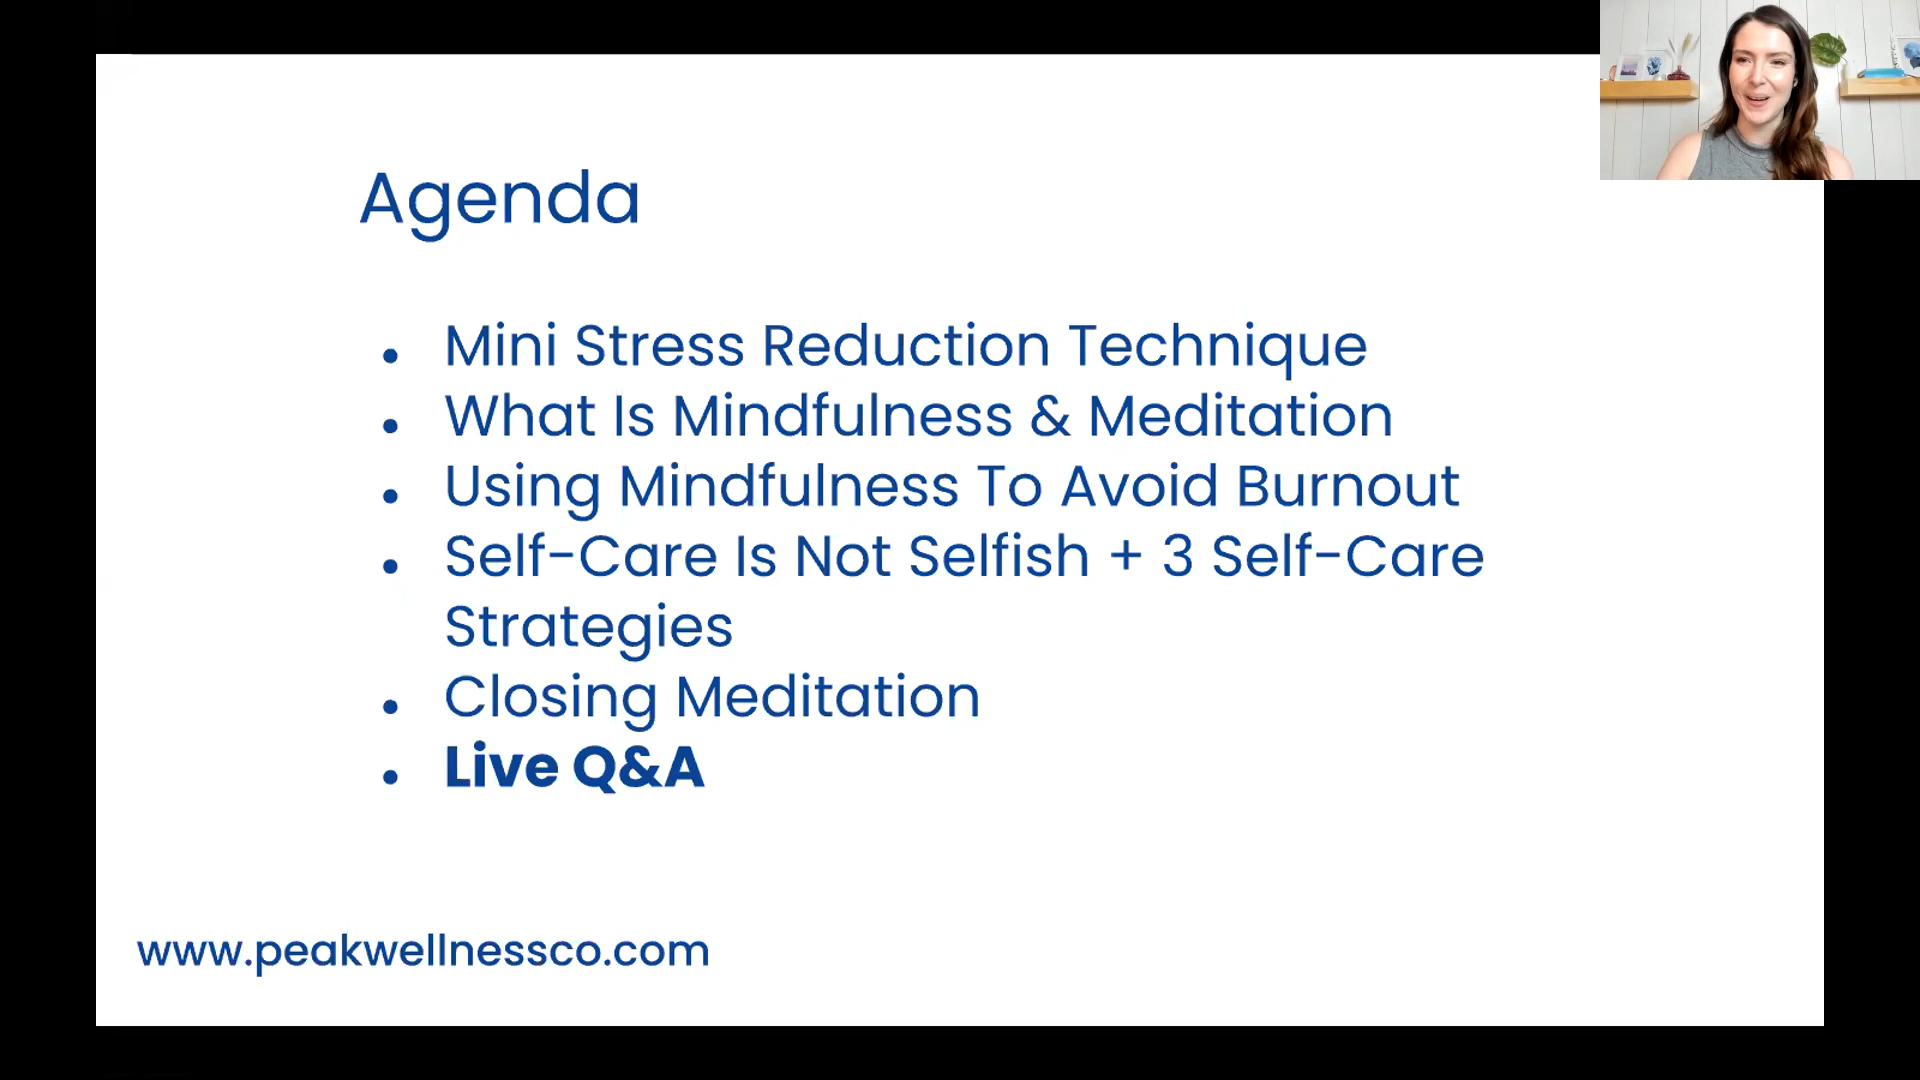 Agenda
• Mini Stress Reduction Technique
• What Is Mindfulness & Meditation
• Using Mindfulness To Avoid Burnout
• Self-Care Is Not Selfish + 3 Self-Care
Strategies
• Closing Meditation
• Live Q&A
www.peakwellnessco.com